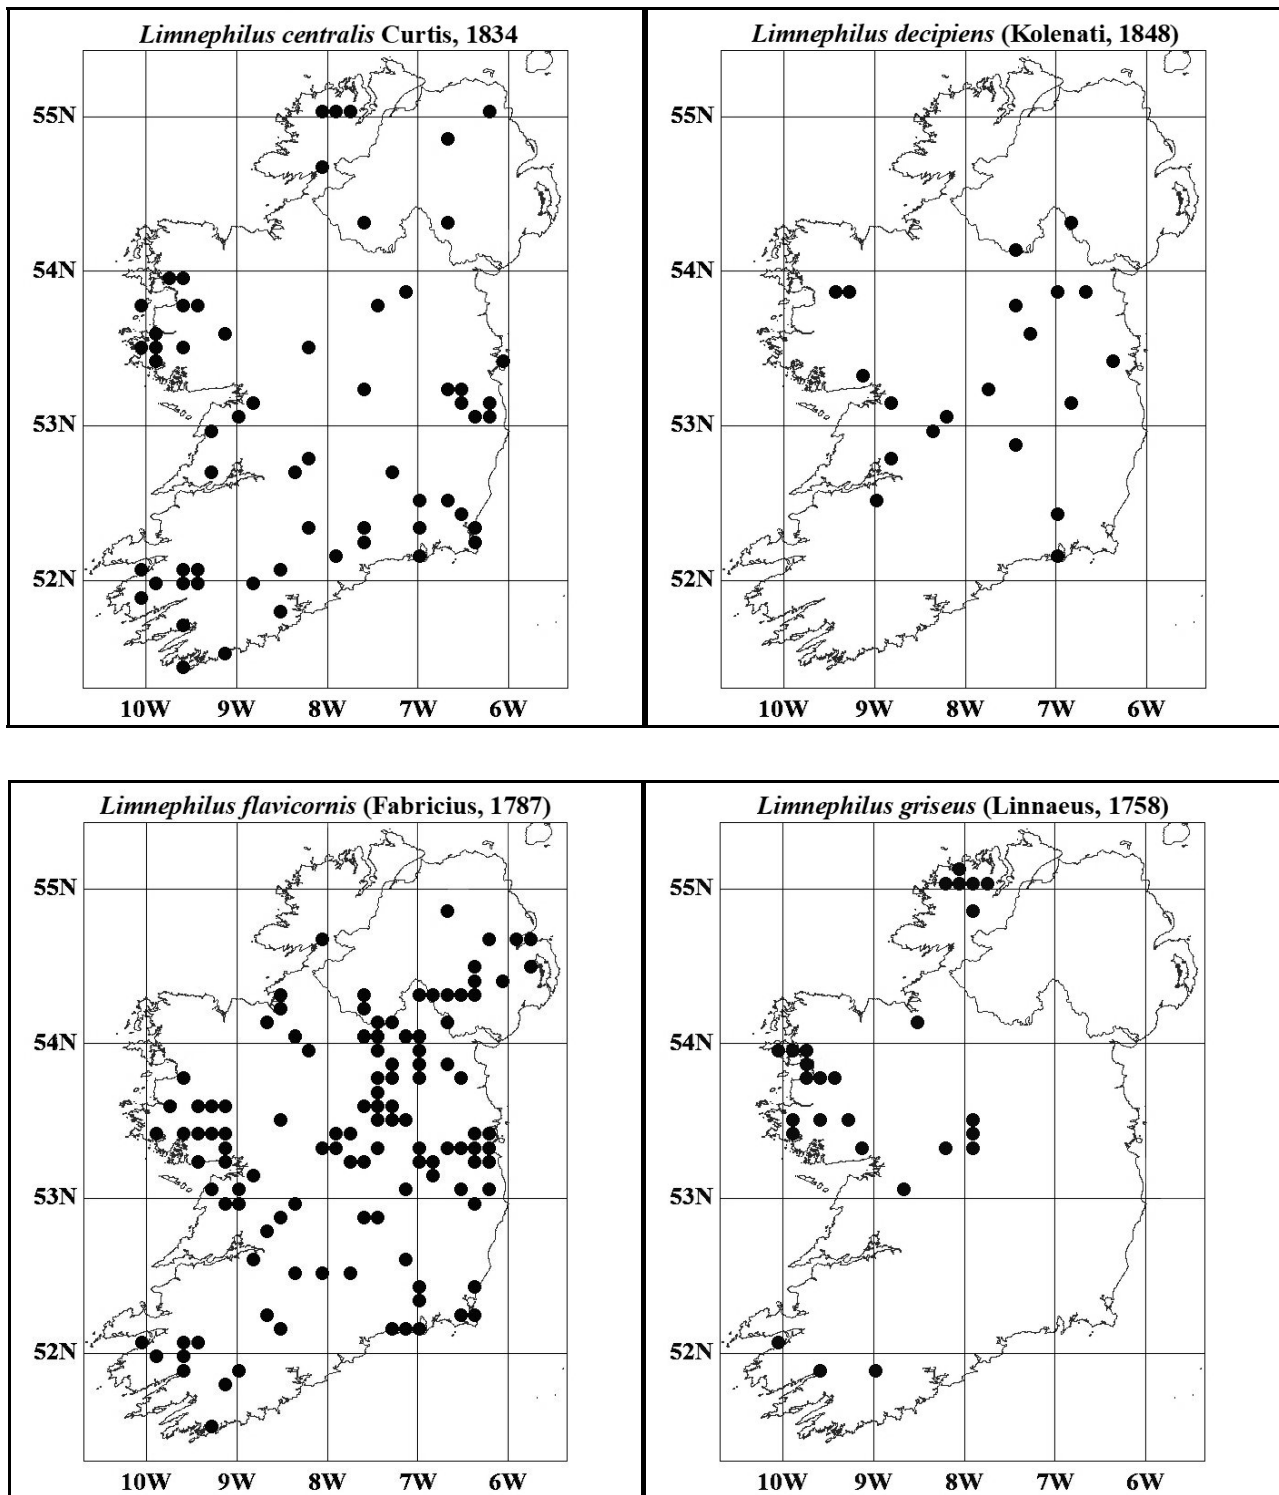 Limnephilus centralis Curtis, 1834
55N
54N
53N
52N
10W 9W 8W 7W 6W
Limnephilus decipiens (Kolenati, 1848)
55N
54N
53N
52N
10W 9W 8W 7W 6W
Limnephilus flavicornis (Fabricius, 1787)
55N
54N
53N
52N
10W 9W 8W 7W 6W
Limnephilus griseus (Linnaeus, 1758)
55N
54N
53N
52N
10W 9W 8W 7W 6W